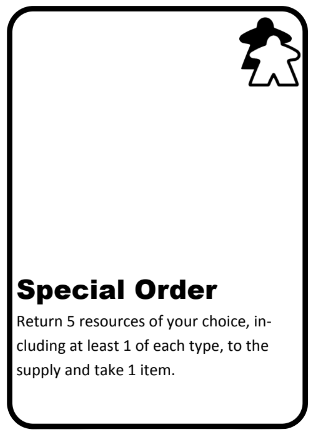 Special Order
Return 5 resources of your choice, in-
cluding at least 1 of each type, to the
supply and take 1 item.